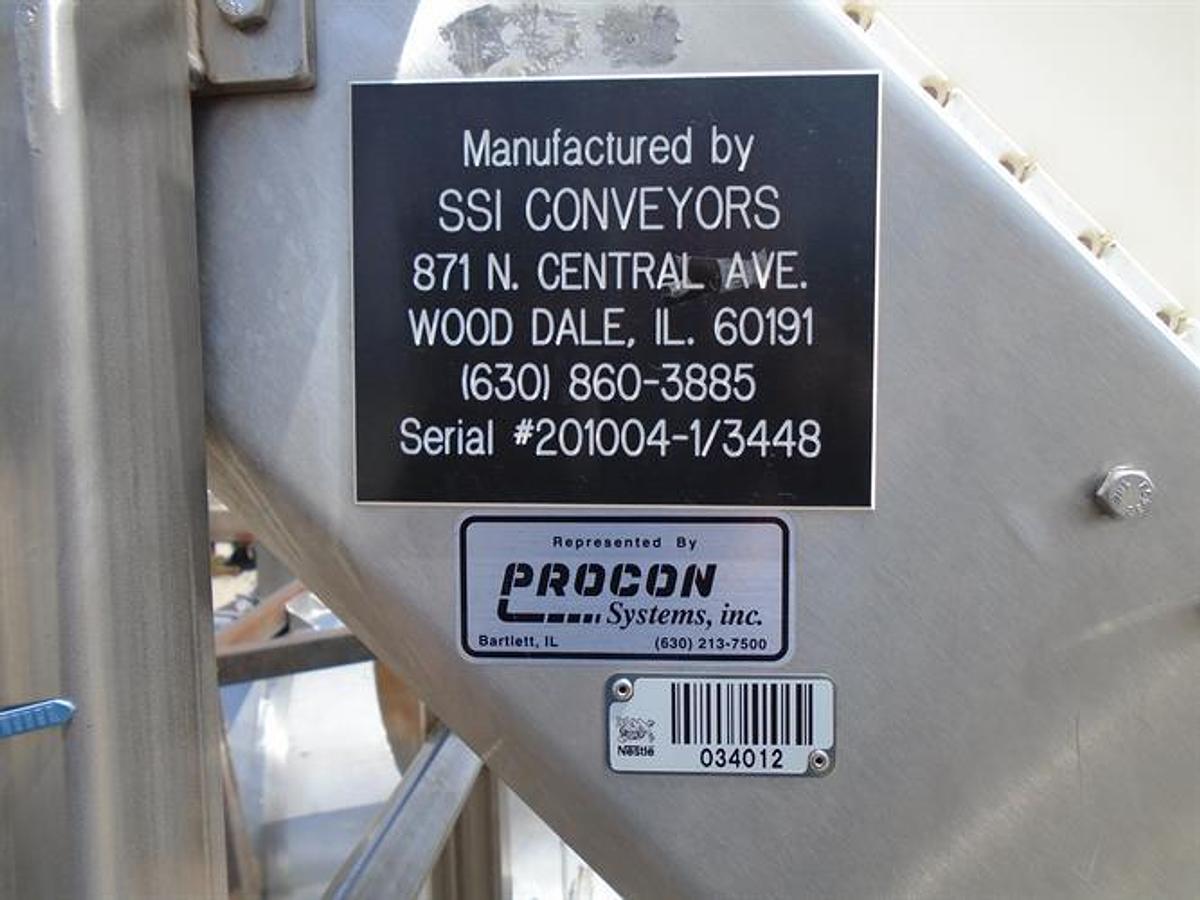 Manufactured by
SSI CONVEYORS
871 N. CENTRAL AVE.
WOOD DALE, IL. 60191
(630) 860-3885
Serial #201004-1/3448
Represented By
PROCON
Systems, inc.
Bartlett, IL (630) 213-7500
Nestlé
034012